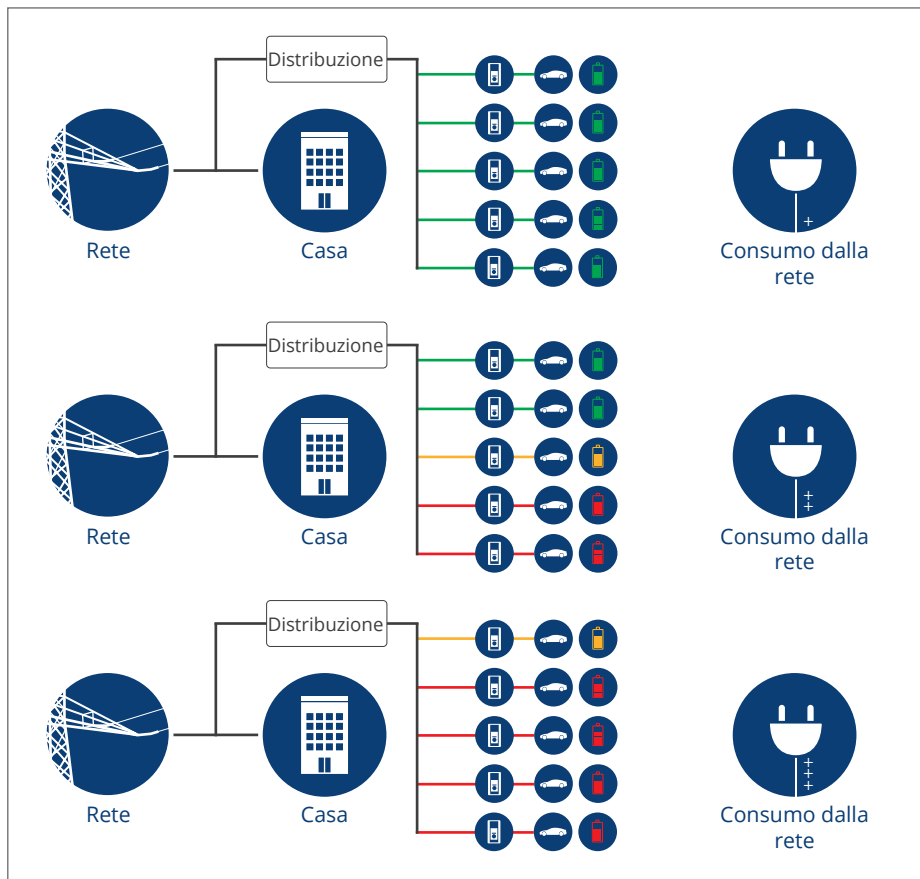 Distribuzione
Rete
Casa
Consumo dalla
rete
+
Distribuzione
Rete
Casa
Consumo dalla
rete
++
Distribuzione
Rete
Casa
Consumo dalla
rete
+++